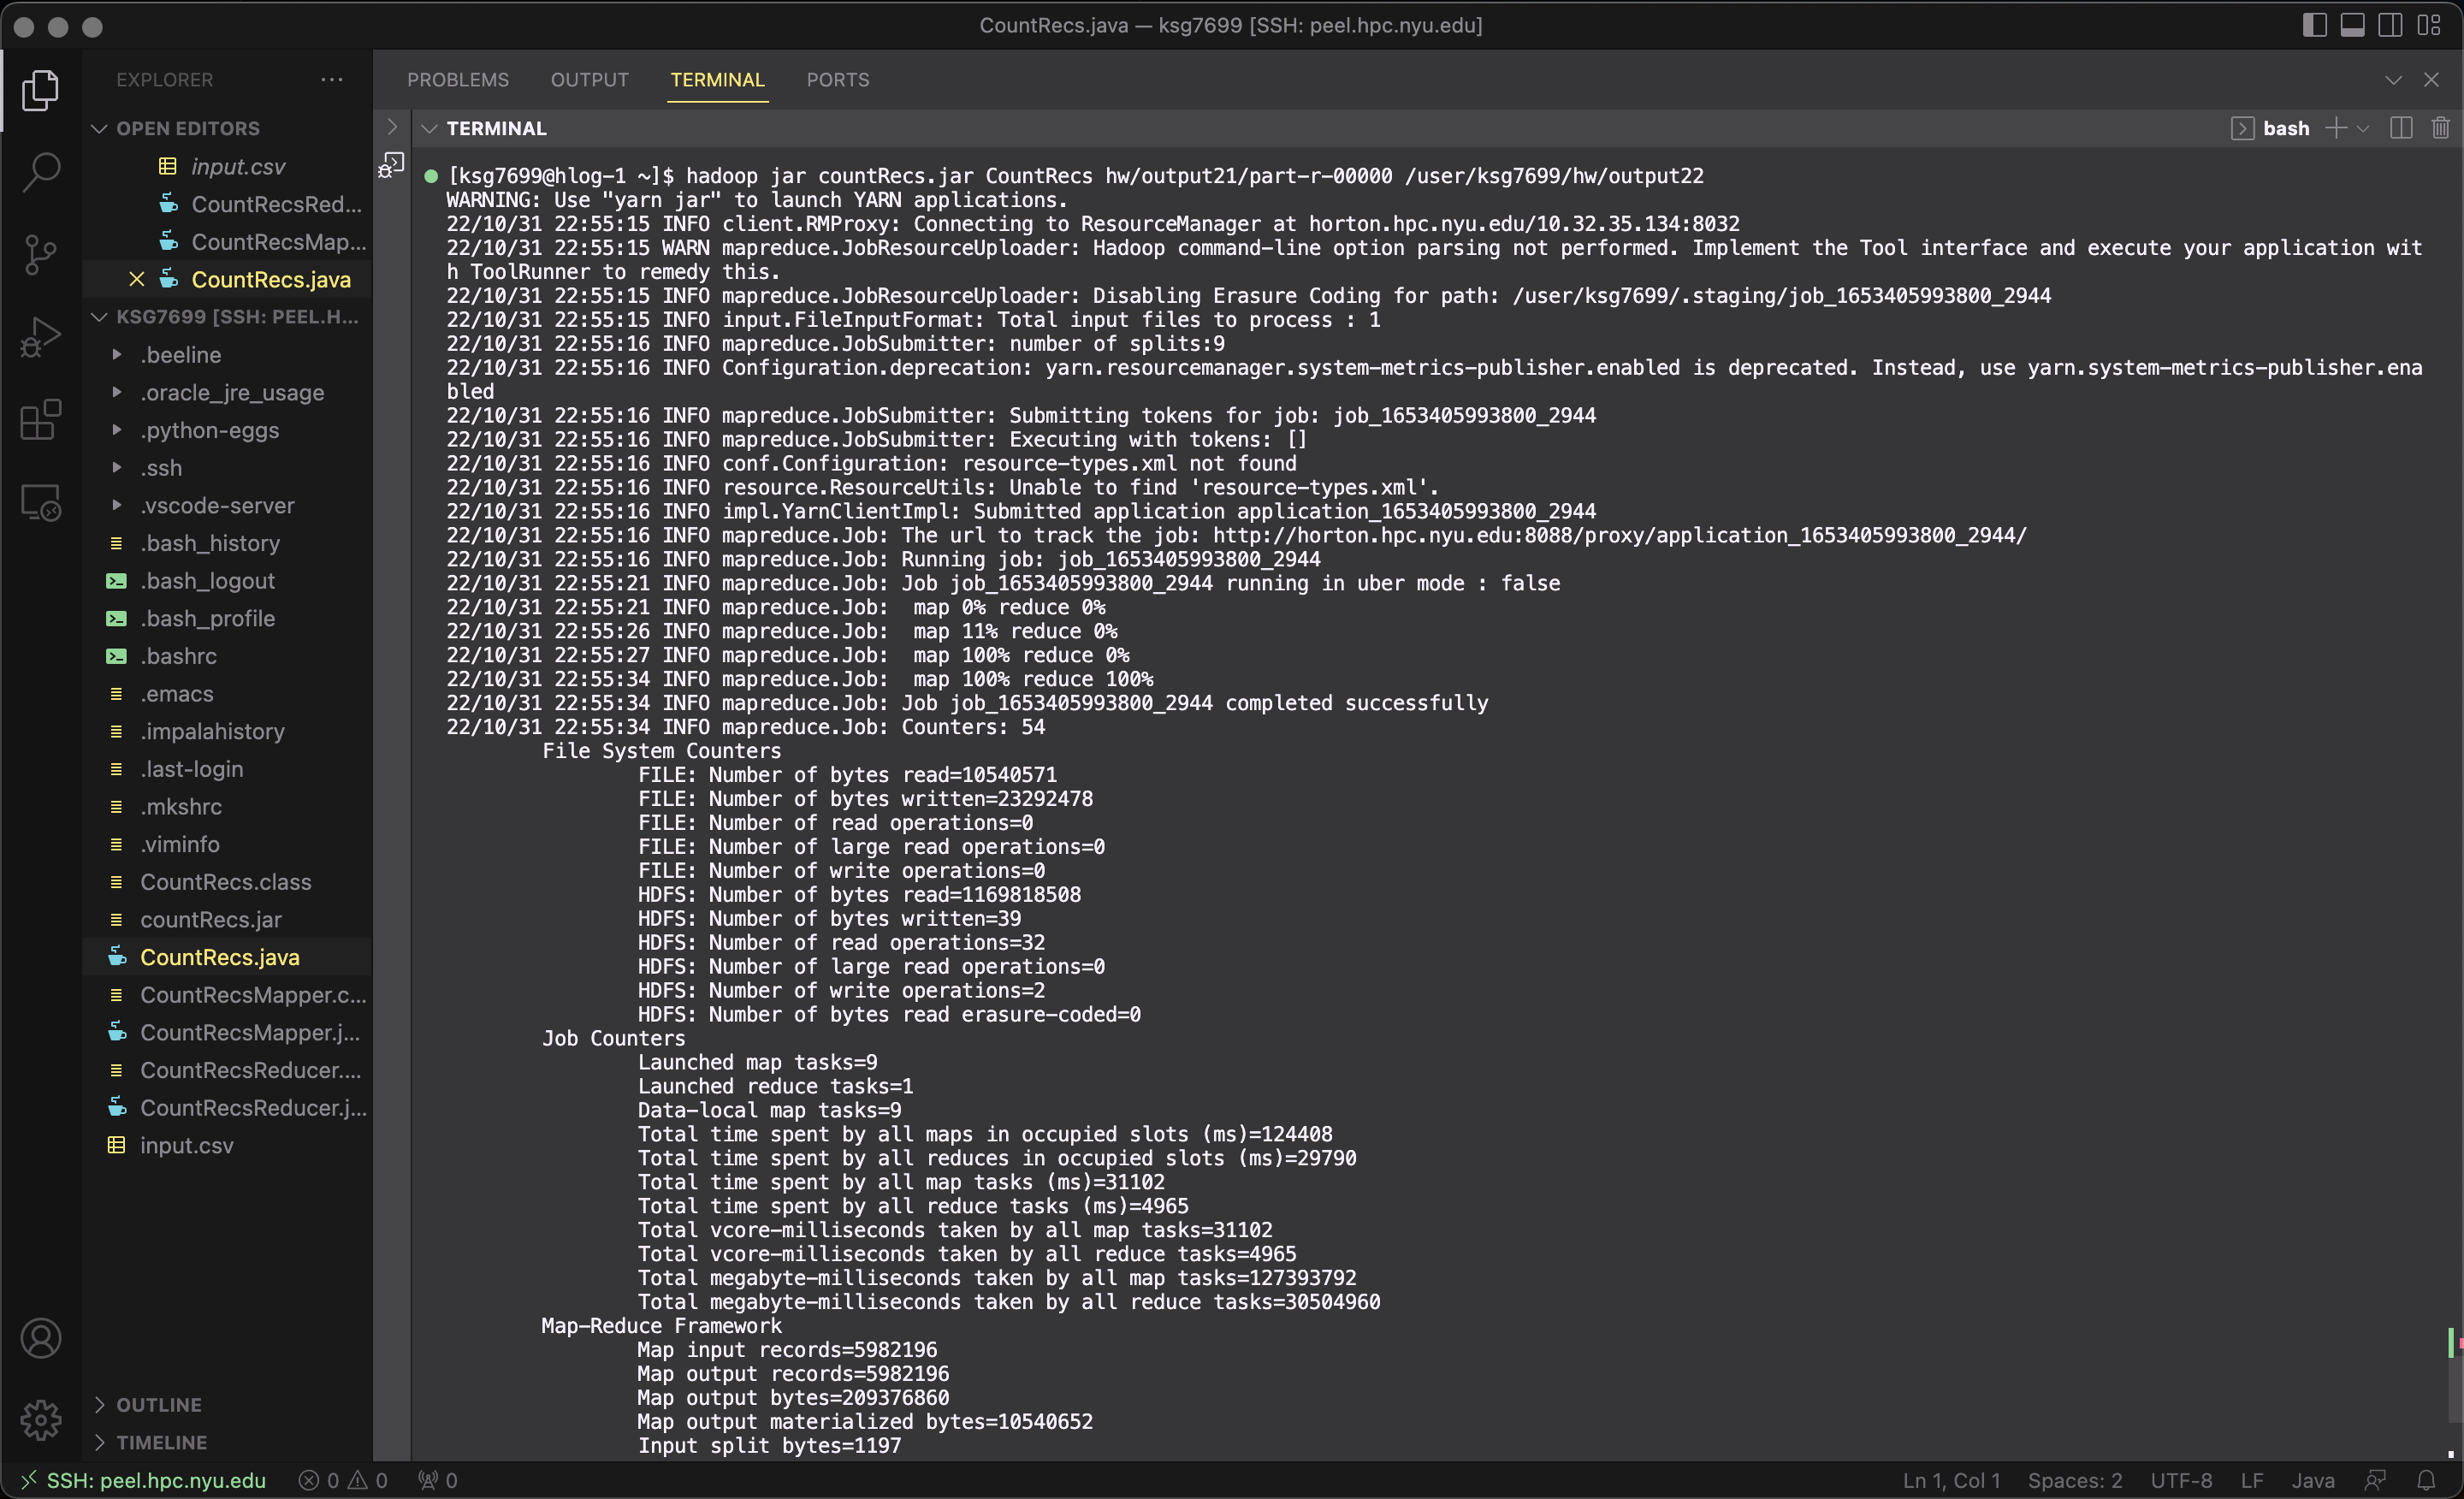 CountRecs.java — ksg7699 [SSH: peel.hpc.nyu.edu]
EXPLORER
OPEN EDITORS
input.csv
CountRecsRed...
CountRecsMap...
CountRecs.java
KSG7699 [SSH: PEEL.H...
.beeline
.oracle_jre_usage
.python-eggs
.ssh
.vscode-server
.bash_history
.bash_logout
.bash_profile
.bashrc
.emacs
.impalahistory
.last-login
.mkshrc
.viminfo
CountRecs.class
countRecs.jar
CountRecs.java
CountRecsMapper.c...
CountRecsMapper.j...
CountRecsReducer....
CountRecsReducer.j...
input.csv
OUTLINE
TIMELINE
PROBLEMS OUTPUT TERMINAL PORTS
TERMINAL
bash
[ksg7699@hlog-1 ~]$ hadoop jar countRecs.jar CountRecs hw/output21/part-r-00000 /user/ksg7699/hw/output22
WARNING: Use "yarn jar" to launch YARN applications.
22/10/31 22:55:15 INFO client.RMProxy: Connecting to ResourceManager at horton.hpc.nyu.edu/10.32.35.134:8032
22/10/31 22:55:15 WARN mapreduce.JobResourceUploader: Hadoop command-line option parsing not performed. Implement the Tool interface and execute your application wit
h ToolRunner to remedy this.
22/10/31 22:55:15 INFO mapreduce.JobResourceUploader: Disabling Erasure Coding for path: /user/ksg7699/.staging/job_1653405993800_2944
22/10/31 22:55:15 INFO input.FileInputFormat: Total input files to process : 1
22/10/31 22:55:16 INFO mapreduce.JobSubmitter: number of splits:9
22/10/31 22:55:16 INFO Configuration.deprecation: yarn.resourcemanager.system-metrics-publisher.enabled is deprecated. Instead, use yarn.system-metrics-publisher.ena
bled
22/10/31 22:55:16 INFO mapreduce.JobSubmitter: Submitting tokens for job: job_1653405993800_2944
22/10/31 22:55:16 INFO mapreduce.JobSubmitter: Executing with tokens: []
22/10/31 22:55:16 INFO conf.Configuration: resource-types.xml not found
22/10/31 22:55:16 INFO resource.ResourceUtils: Unable to find 'resource-types.xml'.
22/10/31 22:55:16 INFO impl.YarnClientImpl: Submitted application application_1653405993800_2944
22/10/31 22:55:16 INFO mapreduce.Job: The url to track the job: http://horton.hpc.nyu.edu:8088/proxy/application_1653405993800_2944/
22/10/31 22:55:16 INFO mapreduce.Job: Running job: job_1653405993800_2944
22/10/31 22:55:21 INFO mapreduce.Job: Job job_1653405993800_2944 running in uber mode : false
22/10/31 22:55:21 INFO mapreduce.Job:  map 0% reduce 0%
22/10/31 22:55:26 INFO mapreduce.Job:  map 11% reduce 0%
22/10/31 22:55:27 INFO mapreduce.Job:  map 100% reduce 0%
22/10/31 22:55:34 INFO mapreduce.Job:  map 100% reduce 100%
22/10/31 22:55:34 INFO mapreduce.Job: Job job_1653405993800_2944 completed successfully
22/10/31 22:55:34 INFO mapreduce.Job: Counters: 54
File System Counters
FILE: Number of bytes read=10540571
FILE: Number of bytes written=23292478
FILE: Number of read operations=0
FILE: Number of large read operations=0
FILE: Number of write operations=0
HDFS: Number of bytes read=1169818508
HDFS: Number of bytes written=39
HDFS: Number of read operations=32
HDFS: Number of large read operations=0
HDFS: Number of write operations=2
HDFS: Number of bytes read erasure-coded=0
Job Counters
Launched map tasks=9
Launched reduce tasks=1
Data-local map tasks=9
Total time spent by all maps in occupied slots (ms)=124408
Total time spent by all reduces in occupied slots (ms)=29790
Total time spent by all map tasks (ms)=31102
Total time spent by all reduce tasks (ms)=4965
Total vcore-milliseconds taken by all map tasks=31102
Total vcore-milliseconds taken by all reduce tasks=4965
Total megabyte-milliseconds taken by all map tasks=127393792
Total megabyte-milliseconds taken by all reduce tasks=30504960
Map-Reduce Framework
Map input records=5982196
Map output records=5982196
Map output bytes=209376860
Map output materialized bytes=10540652
Input split bytes=1197
SSH: peel.hpc.nyu.edu 0 0 0 Ln 1, Col 1 Spaces: 2 UTF-8 LF Java